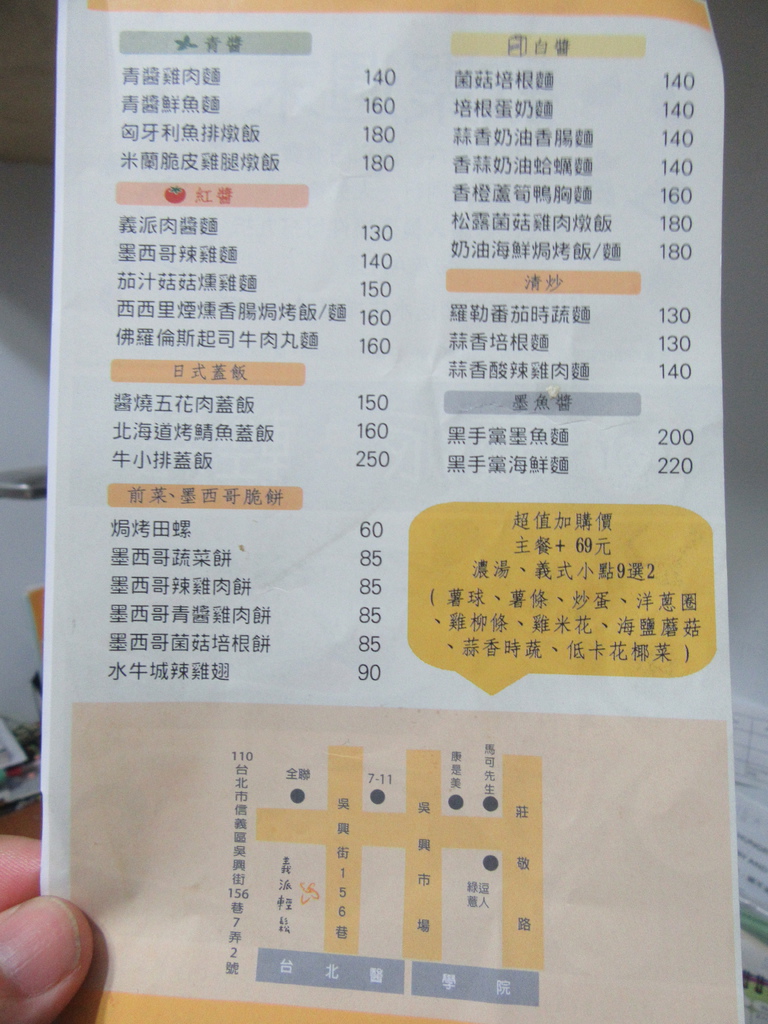 青醬
青醬雞肉麵 140
青醬鮮魚麵 160
匈牙利魚排燉飯 180
米蘭脆皮雞腿燉飯 180
紅醬
義派肉醬麵 130
墨西哥辣雞麵 140
茄汁菇菇燻雞麵 150
西西里煙燻香腸焗烤飯/麵 160
佛羅倫斯起司牛肉丸麵 160
日式蓋飯
醬燒五花肉蓋飯 150
北海道烤鯖魚蓋飯 160
牛小排蓋飯 250
前菜、墨西哥脆餅
焗烤田螺 60
墨西哥蔬菜餅 85
墨西哥辣雞肉餅 85
墨西哥青醬雞肉餅 85
墨西哥菌菇培根餅 85
水牛城辣雞翅 90
白醬
菌菇培根麵 140
培根蛋奶麵 140
蒜香奶油香腸麵 140
香蒜奶油蛤蠣麵 140
香橙蘆筍鴨胸麵 160
松露菌菇雞肉燉飯 180
奶油海鮮焗烤飯/麵 180
清炒
羅勒番茄時蔬麵 130
蒜香培根麵 130
蒜香酸辣雞肉麵 140
墨魚醬
黑手黨墨魚麵 200
黑手黨海鮮麵 220
超值加購價
主餐+ 69元
濃湯、義式小點9選2
( 薯球、薯條、炒蛋、洋蔥圈
、雞柳條、雞米花、海鹽蘑菇
、蒜香時蔬、低卡花椰菜 )
110台北市信義區吳興街156巷7弄2號
全聯
義派輕鬆
吳興街156巷
7-11
吳興市場
康是美
馬可先生
綠逗薏人
莊敬路
台北醫
學院